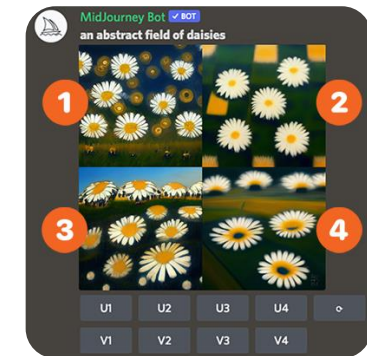 MidJourney Bot ✓ BOT
an abstract field of daisies
1
2
3
4
U1 U2 U3 U4
V1 V2 V3 V4